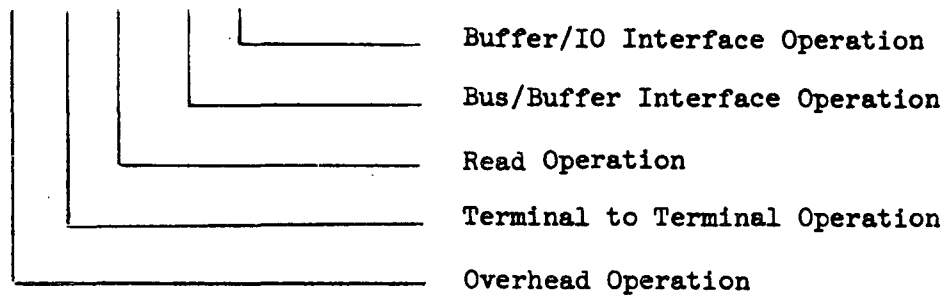 Buffer/IO Interface Operation
Bus/Buffer Interface Operation
Read Operation
Terminal to Terminal Operation
Overhead Operation